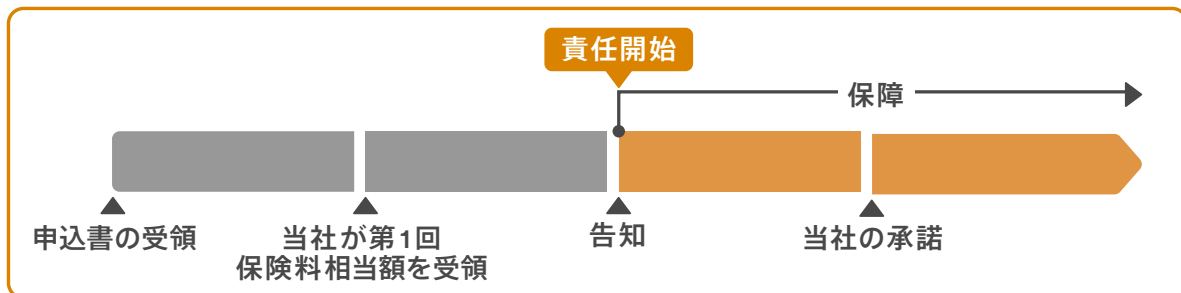 責任開始
保障
申込書の受領
当社が第1回
保険料相当額を受領
告知
当社の承諾